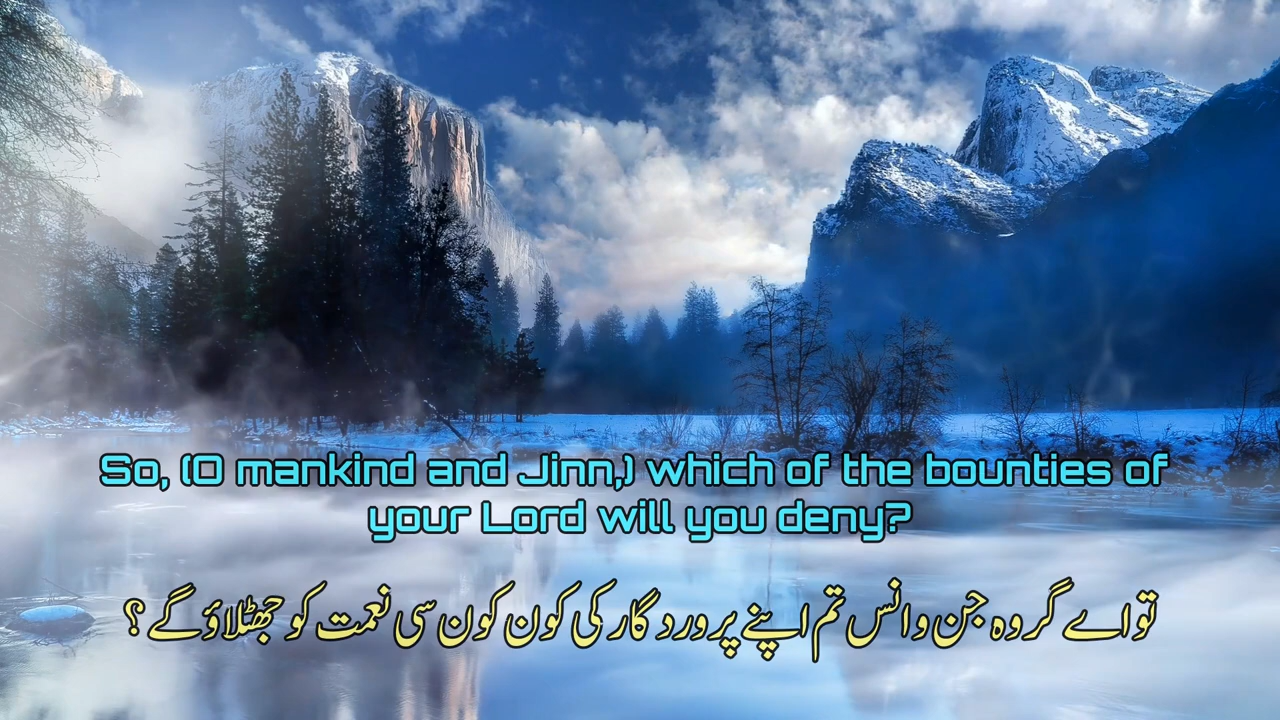 So, (O mankind and Jinn,) which of the bounties of
your Lord will you deny?
تو اے گروہ جن و انس تم اپنے پروردگار کی کون کون سی نعمت کو جھٹلاؤ گے ؟